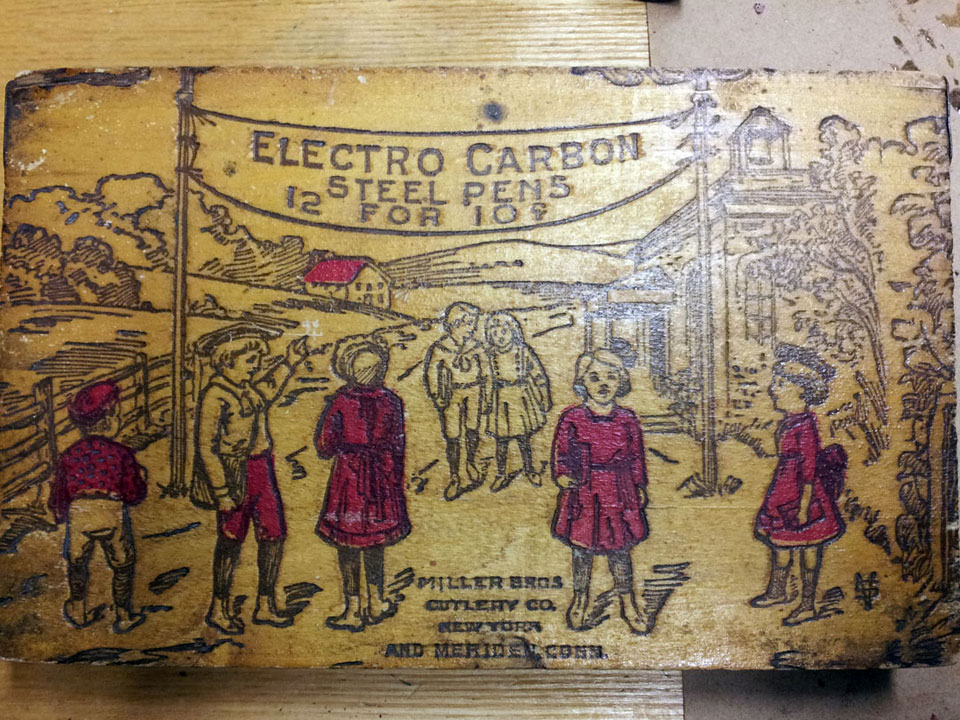 ELECTRO CARBON
STEEL PENS
12 FOR 10¢
MILLER BROS
CUTLERY CO.
NEW YORK
AND MERIDEN, CONN.